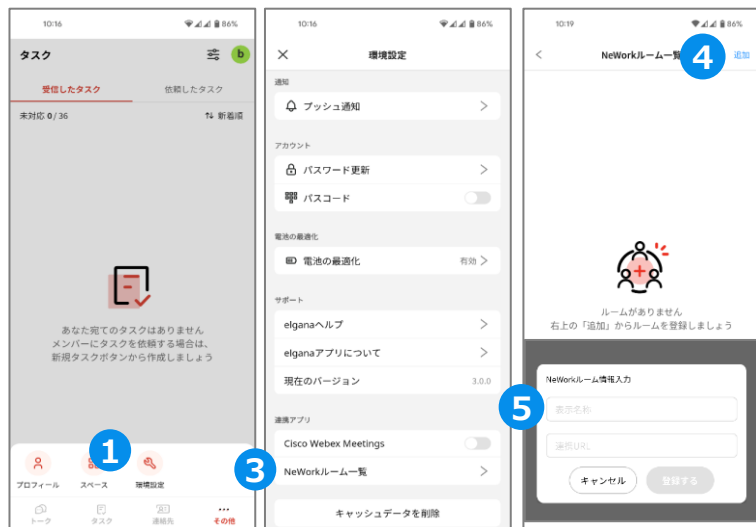 10:16
86%
タスク
b
受信したタスク
依頼したタスク
未対応 0/36
新着順
あなた宛てのタスクはありません
メンバーにタスクを依頼する場合は、
新規タスクボタンから作成しましょう
1
プロフィール
スペース
環境設定
トーク
タスク
連絡先
その他
10:16
86%
環境設定
通知
プッシュ通知
アカウント
パスワード更新
パスコード
電池の最適化
電池の最適化
有効
サポート
elganaヘルプ
elganaアプリについて
現在のバージョン
3.0.0
連携アプリ
Cisco Webex Meetings
3
NeWorkルーム一覧
キャッシュデータを削除
10:19
86%
NeWorkルーム一覧
4
追加
ルームがありません
右上の「追加」からルームを登録しましょう
NeWorkルーム情報入力
5
表示名称
連携URL
キャンセル
登録する